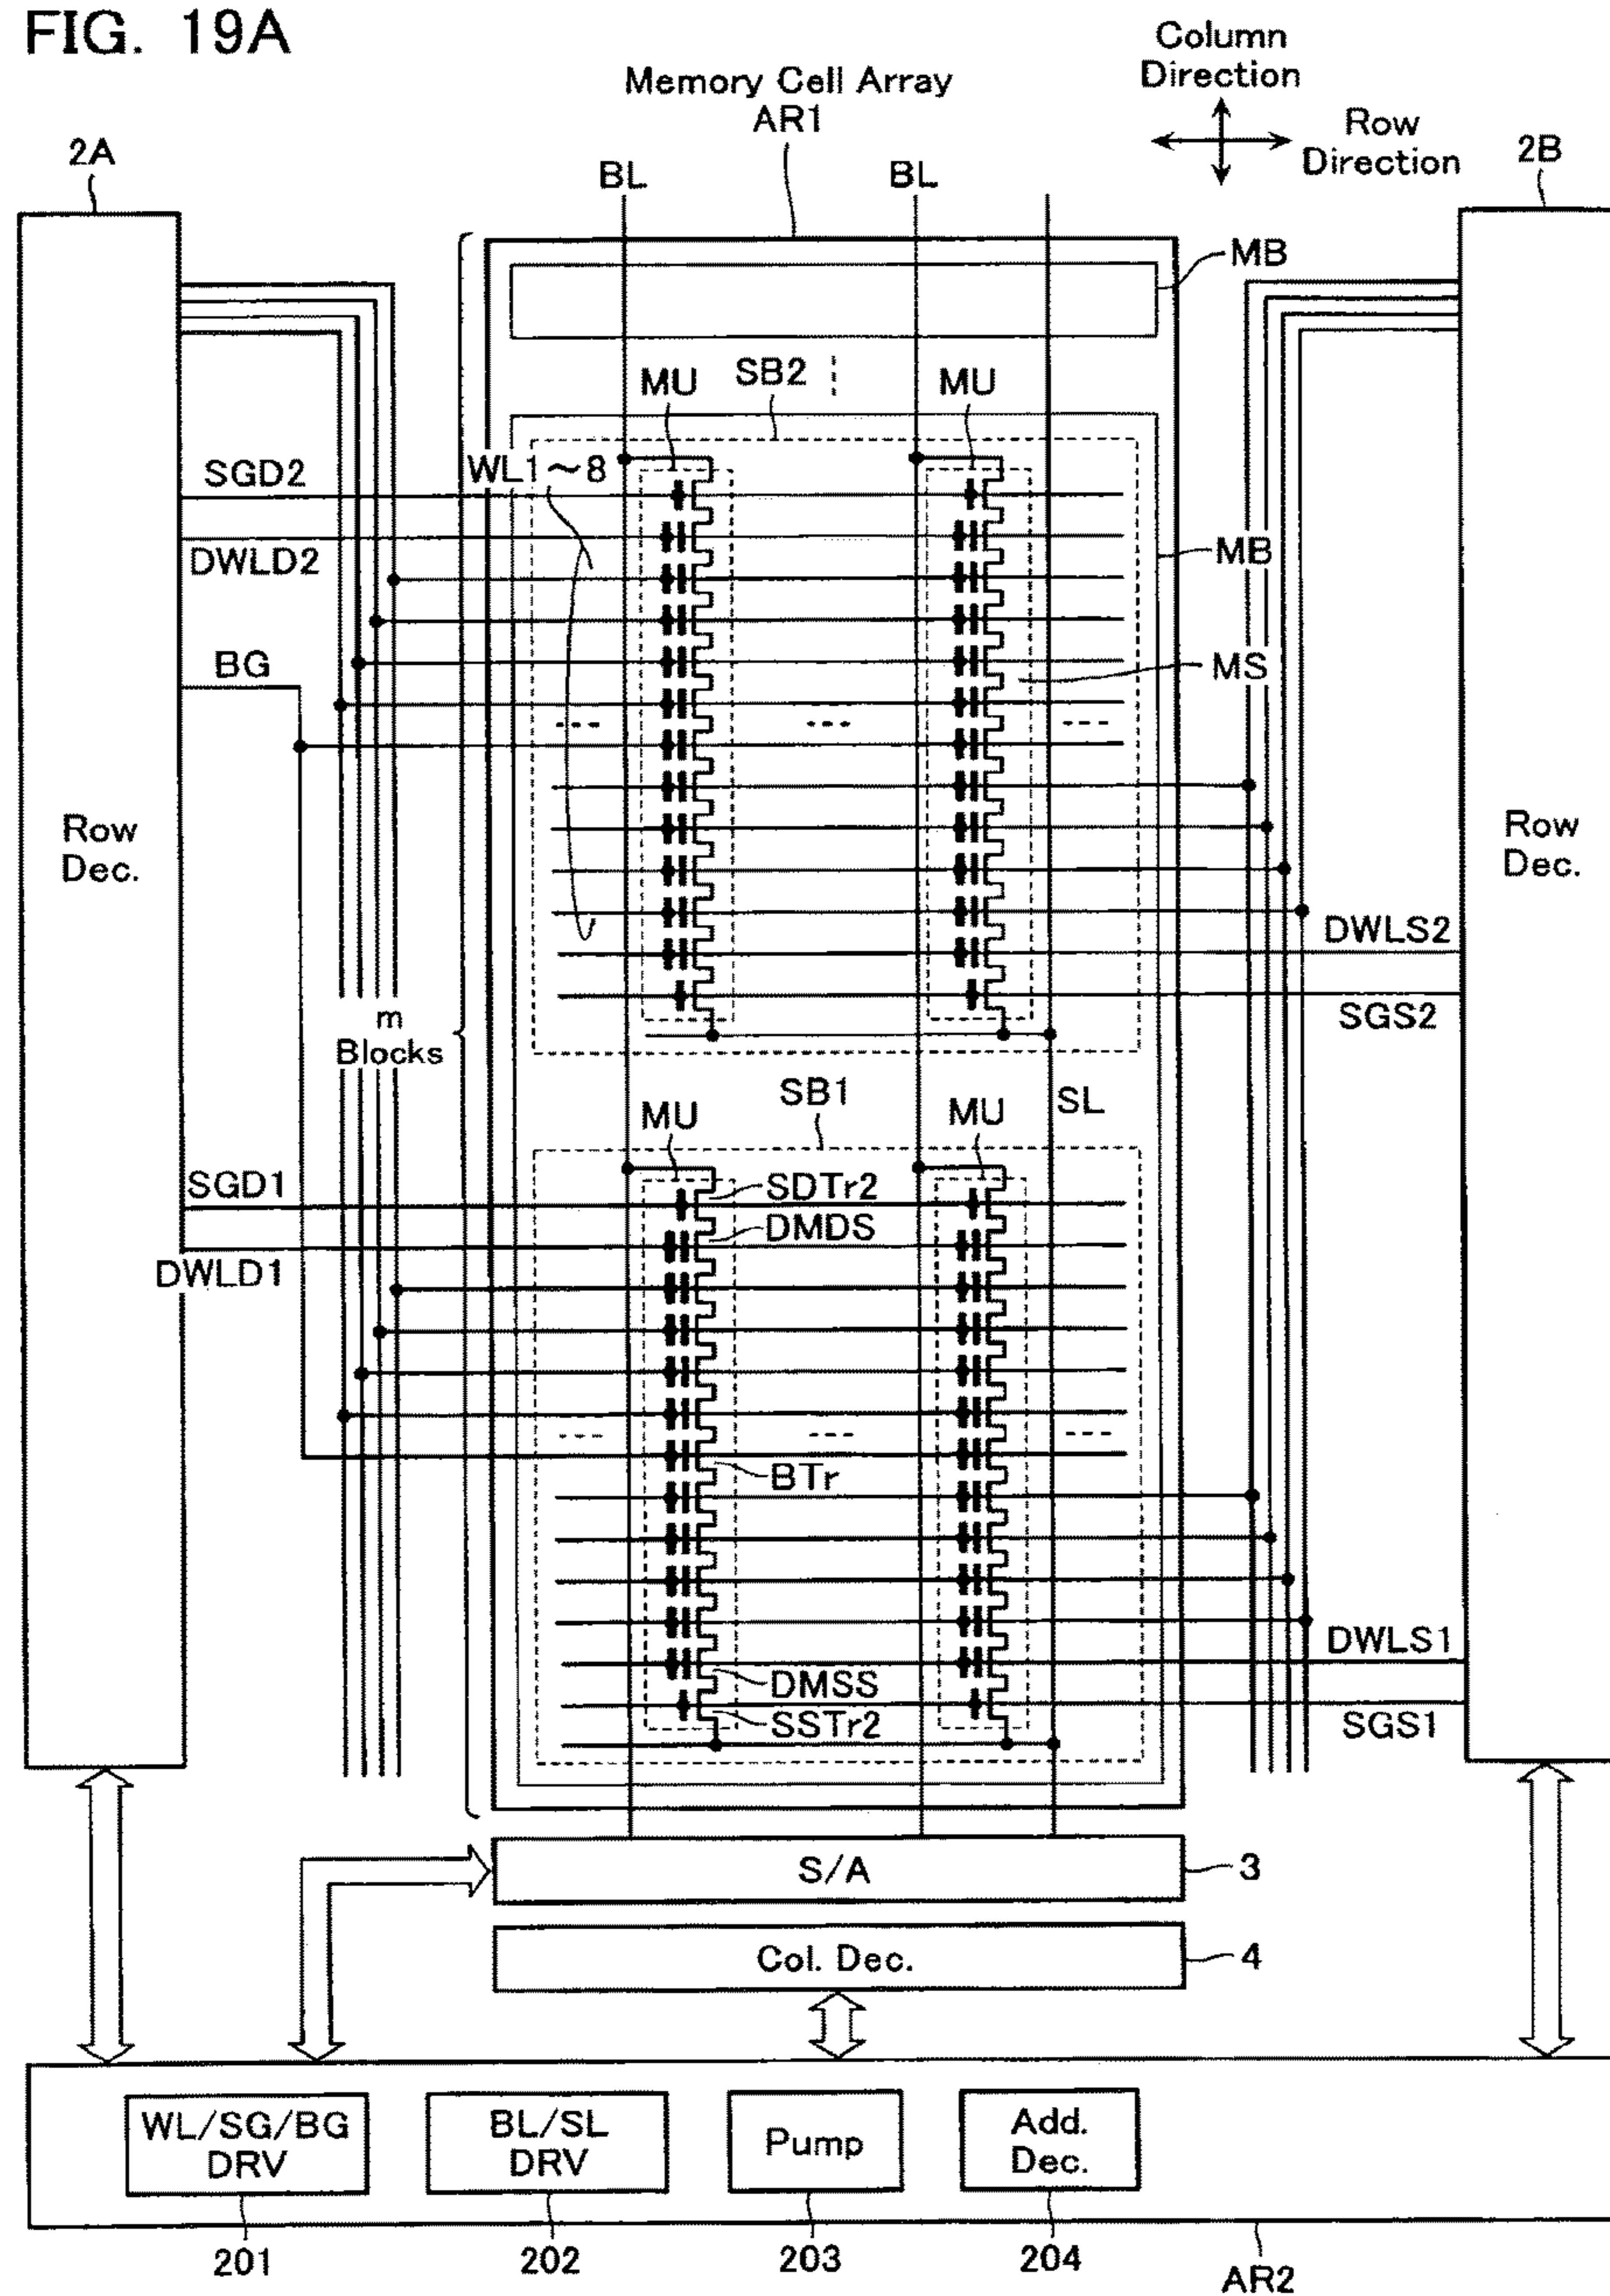 FIG. 19A
Column
Direction
Row
Direction
Memory Cell Array
AR1
2A
2B
BL
BL
MB
SB2
MU
MU
WL1～8
SGD2
DWLD2
MB
BG
MS
Row
Dec.
Row
Dec.
DWLS2
SGS2
m
Blocks
SB1
SL
MU
MU
SGD1
SDTr2
DMDS
DWLD1
BTr
DWLS1
DMSS
SSTr2
SGS1
S/A
3
Col. Dec.
4
WL/SG/BG
DRV
BL/SL
DRV
Pump
Add.
Dec.
201
202
203
204
AR2